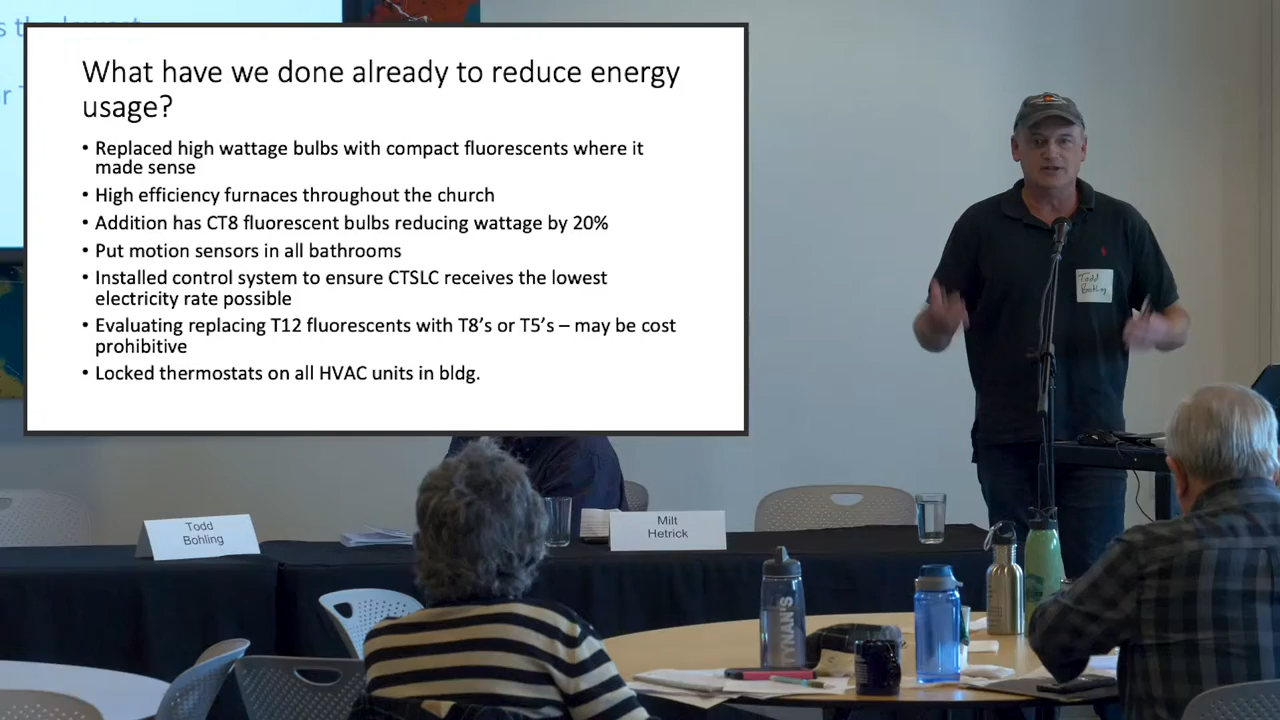 s the lowest
or T
What have we done already to reduce energy
usage?
• Replaced high wattage bulbs with compact fluorescents where it
made sense
• High efficiency furnaces throughout the church
• Addition has CT8 fluorescent bulbs reducing wattage by 20%
• Put motion sensors in all bathrooms
• Installed control system to ensure CTSLC receives the lowest
electricity rate possible
• Evaluating replacing T12 fluorescents with T8's or T5's – may be cost
prohibitive
• Locked thermostats on all HVAC units in bldg.
Todd
Bohling
Todd
Bohling
Milt
Hetrick
TYNAN'S